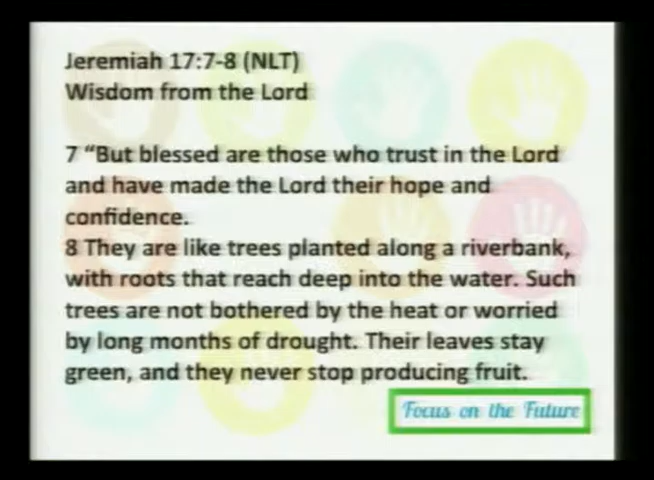 Jeremiah 17:7-8 (NLT)
Wisdom from the Lord
7 “But blessed are those who trust in the Lord
and have made the Lord their hope and
confidence.
8 They are like trees planted along a riverbank,
with roots that reach deep into the water. Such
trees are not bothered by the heat or worried
by long months of drought. Their leaves stay
green, and they never stop producing fruit.
Focus on the Future